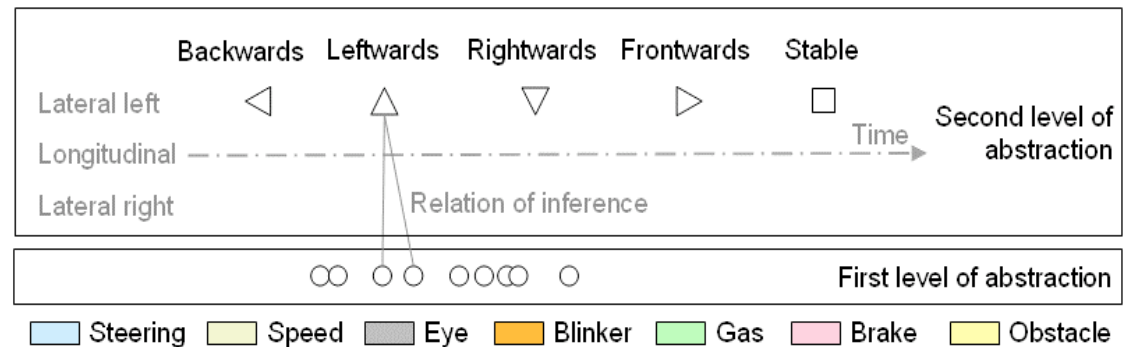 Backwards Leftwards Rightwards Frontwards Stable
Lateral left
Second level of
abstraction
Time
Longitudinal
Lateral right
Relation of inference
First level of abstraction
Steering Speed Eye Blinker Gas Brake Obstacle